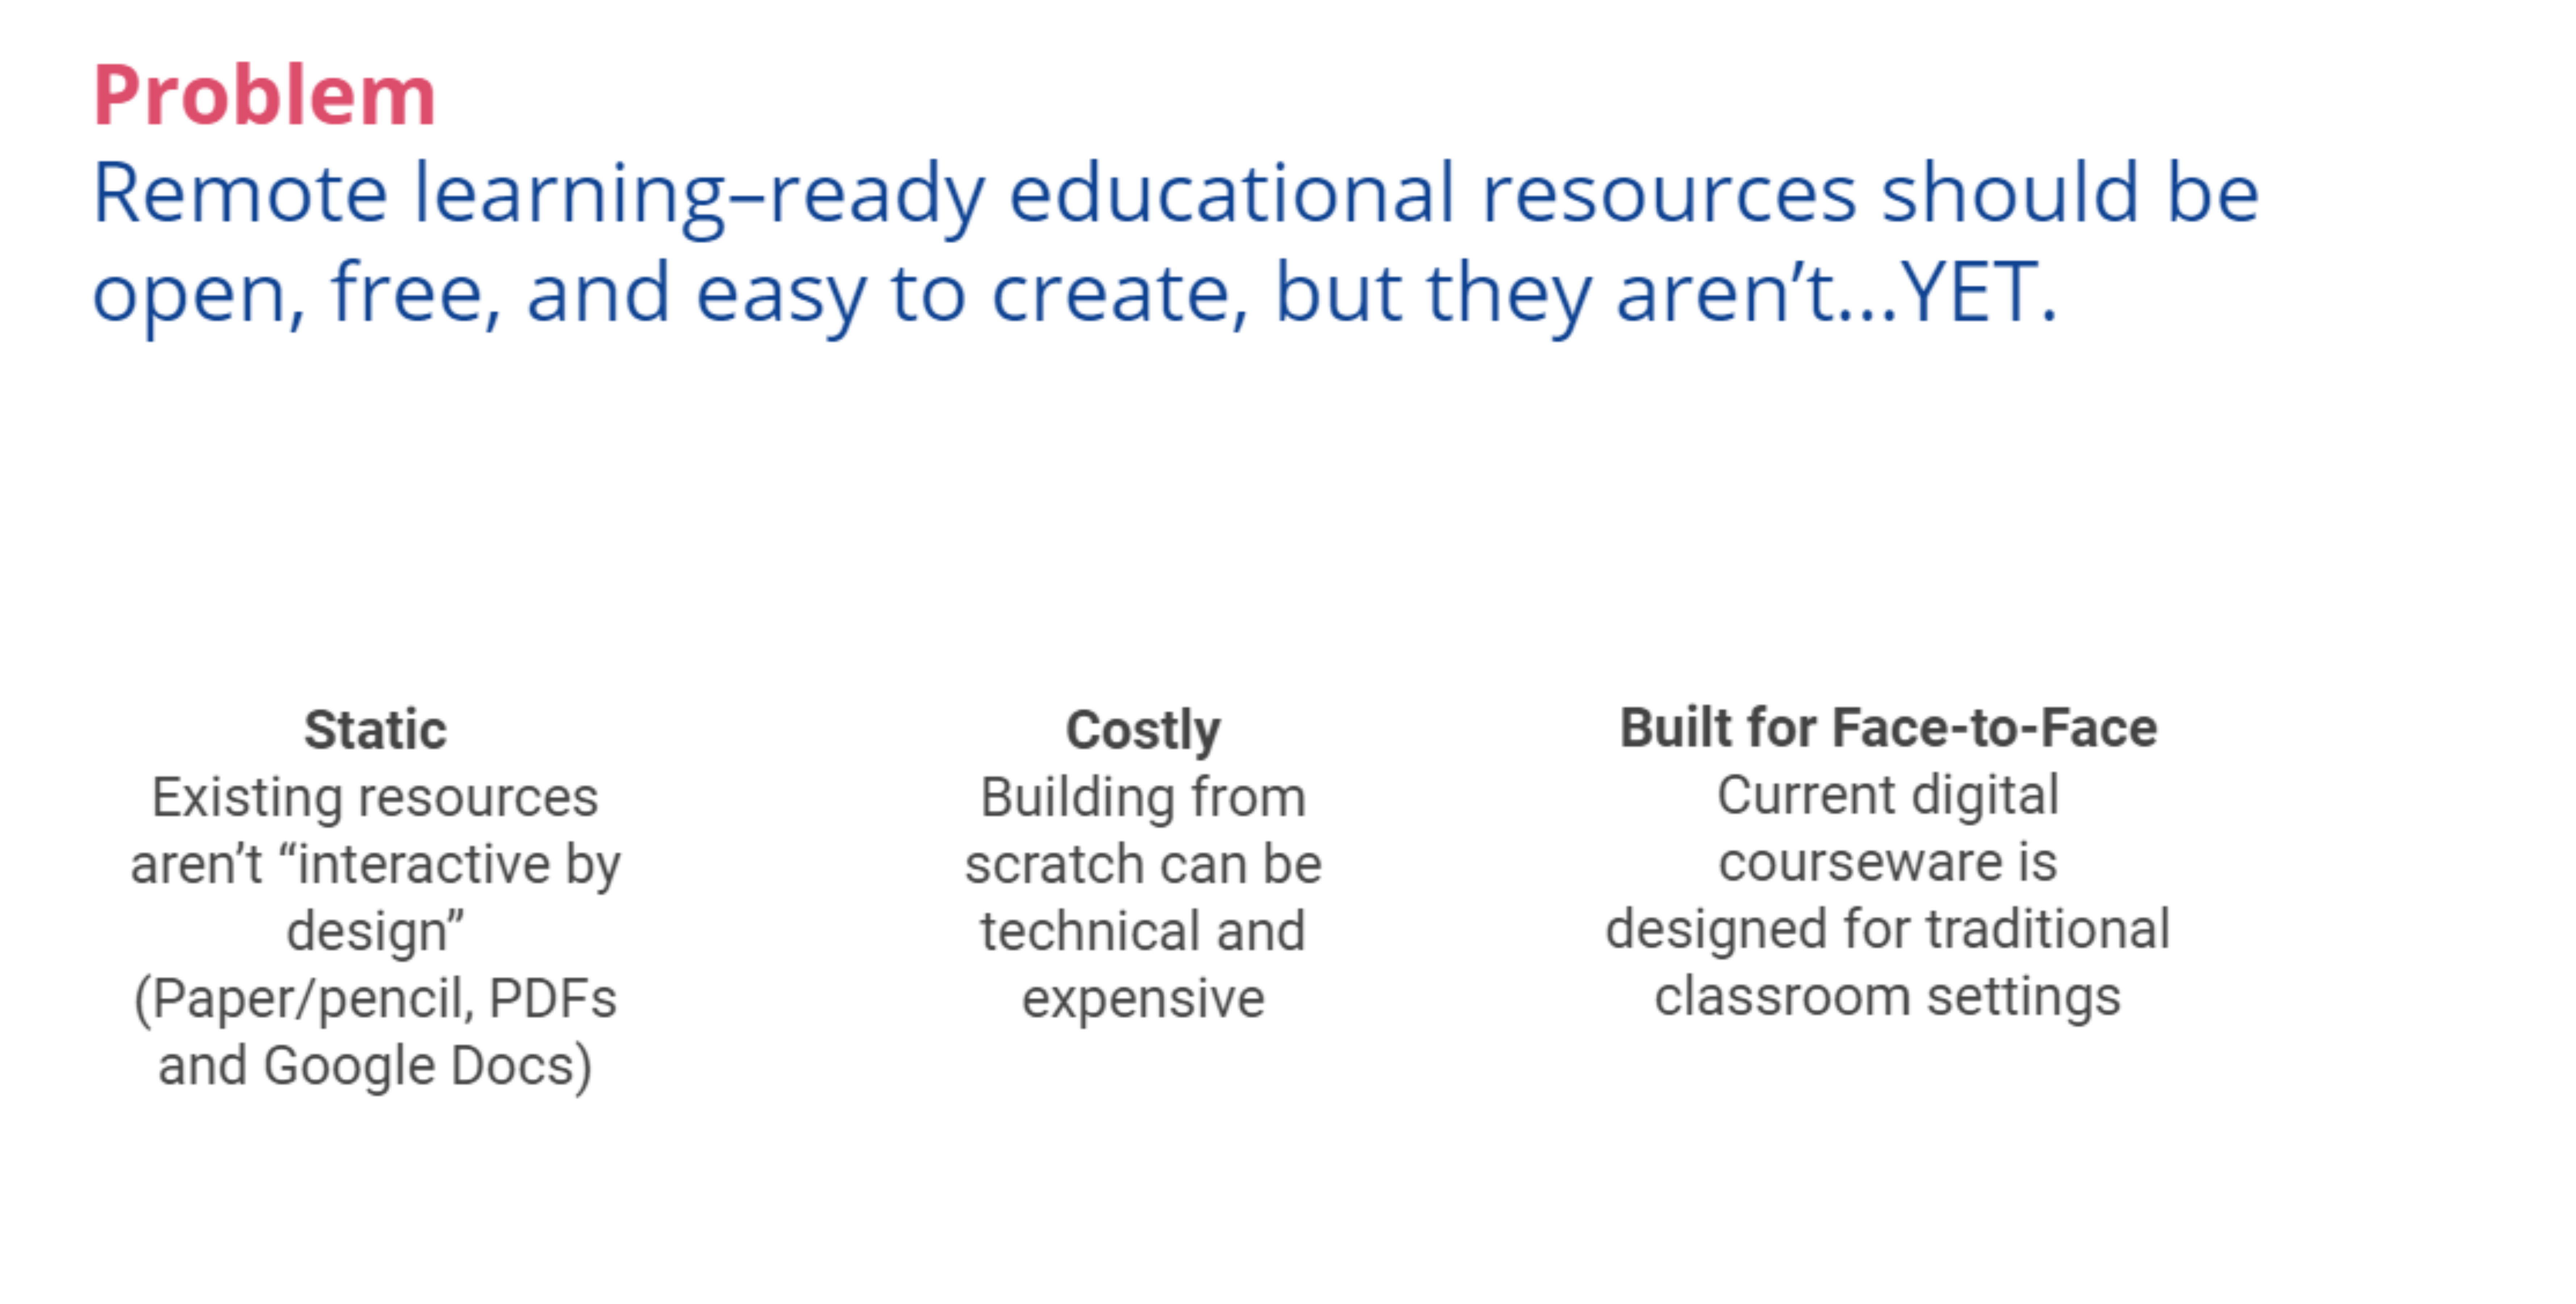 Problem
Remote learning–ready educational resources should be
open, free, and easy to create, but they aren’t...YET.
Static
Existing resources
aren’t “interactive by
design”
(Paper/pencil, PDFs
and Google Docs)
Costly
Building from
scratch can be
technical and
expensive
Built for Face-to-Face
Current digital
courseware is
designed for traditional
classroom settings